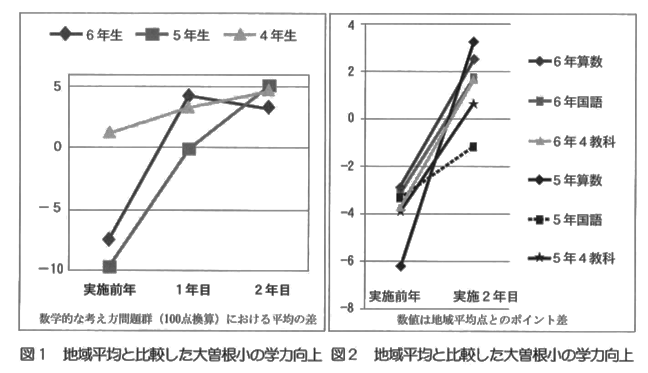 6年生 5年生 4年生
5
0
-5
-10
実施前年 1年目 2年目
数学的な考え方問題群(100点換算)における平均の差
図1 地域平均と比較した大曽根小の学力向上
4
2
0
-2
-4
-6
-8
実施前年 実施2年目
6年算数
6年国語
6年4教科
5年算数
5年国語
5年4教科
数値は地域平均点とのポイント差
図2 地域平均と比較した大曽根小の学力向上